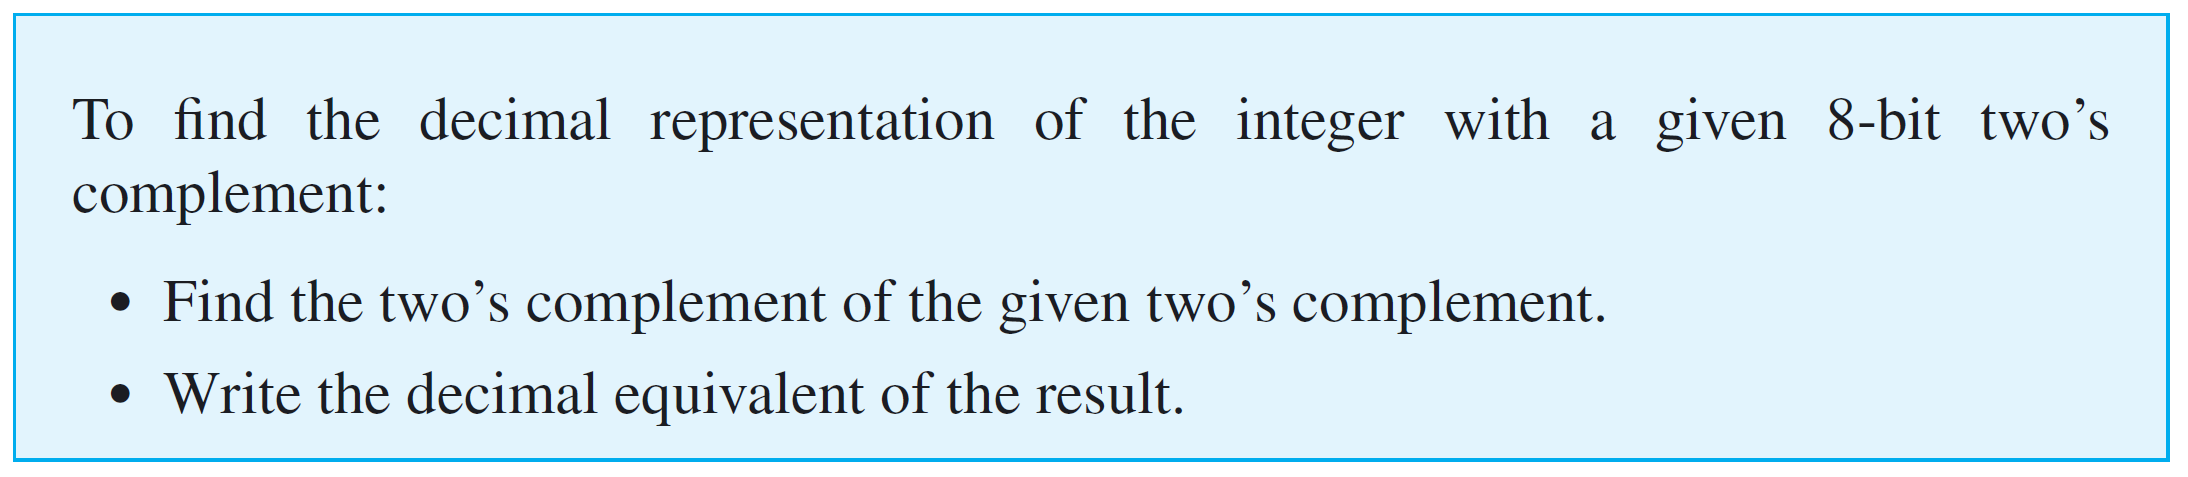 To find the decimal representation of the integer with a given 8-bit two’s
complement:
• Find the two’s complement of the given two’s complement.
• Write the decimal equivalent of the result.